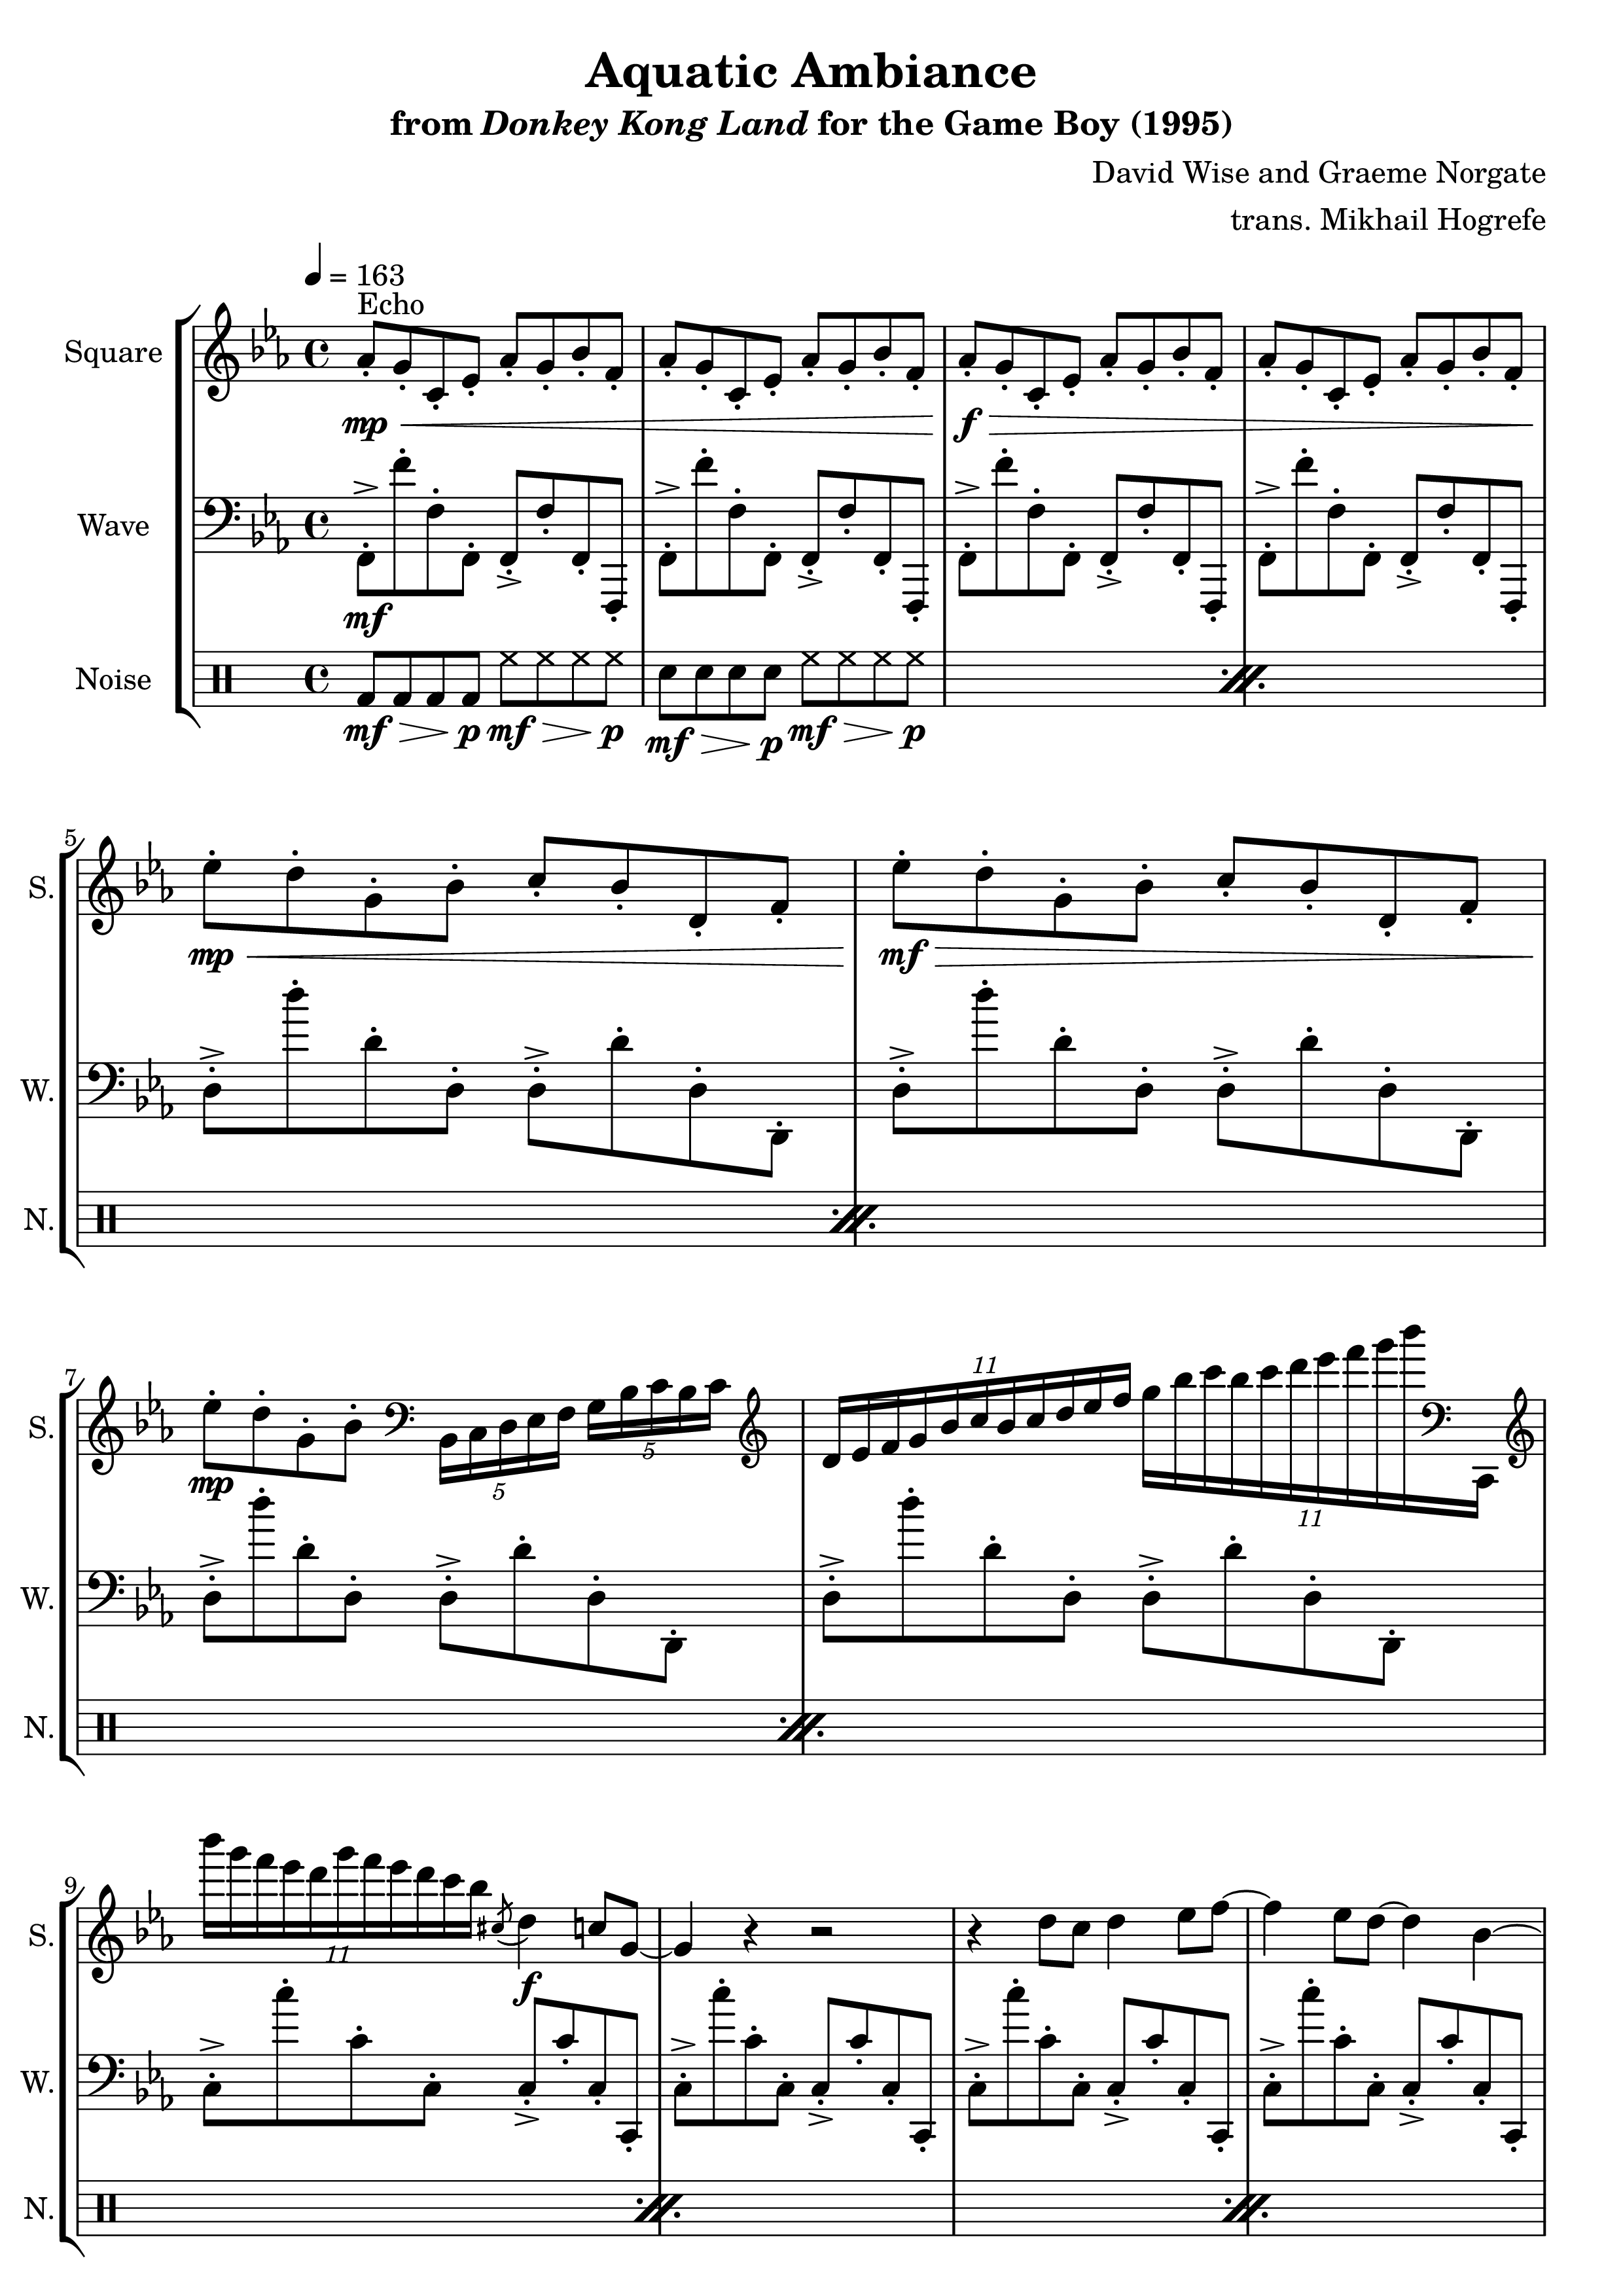 Aquatic Ambiance
from Donkey Kong Land for the Game Boy (1995)
David Wise and Graeme Norgate
trans. Mikhail Hogrefe
= 163
Echo
Square
mp f
Wave
mf
Noise
mf p mf p mf p mf p
5
S.
mp mf
W.
N.
7
S.
mp 5 5 11 11
W.
N.
9
S.
11 f
W.
N.